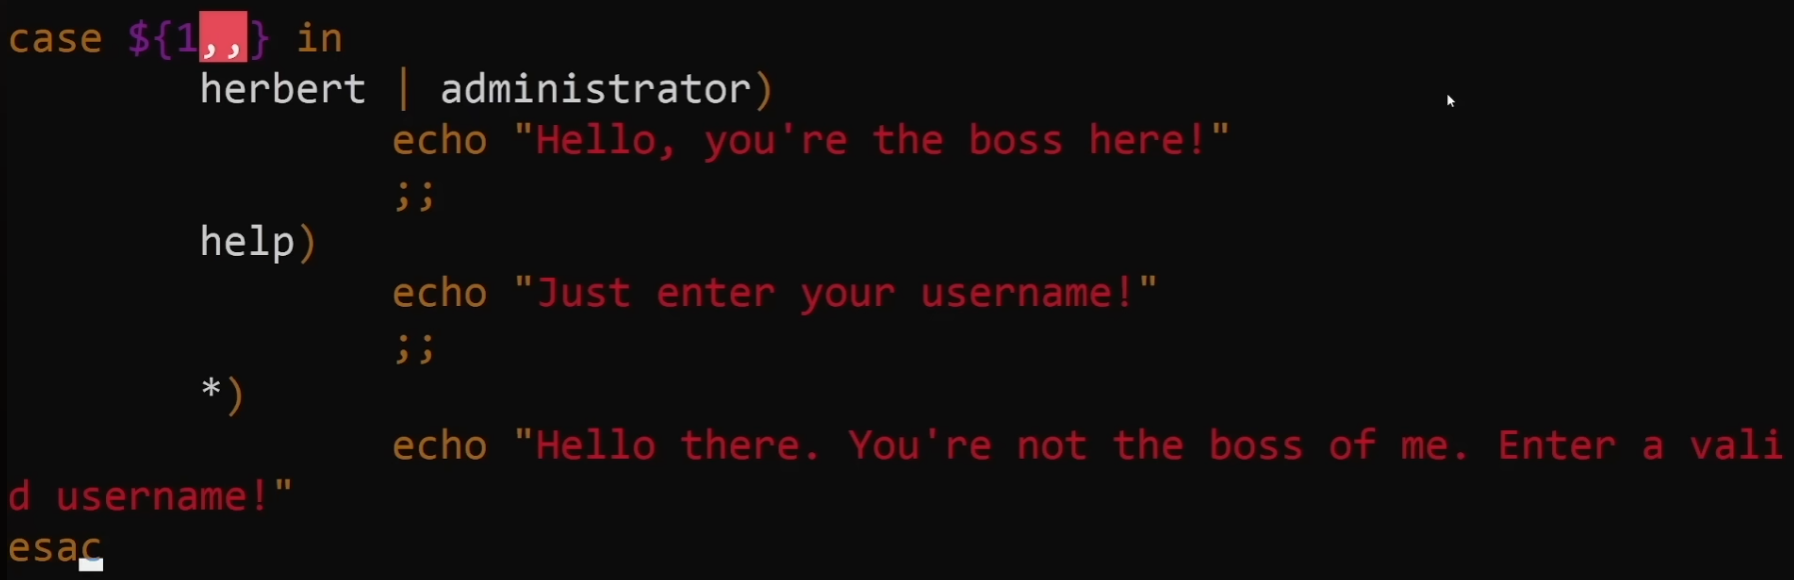 case ${1,,} in
        herbert | administrator)
                echo "Hello, you're the boss here!"
                ;;
        help)
                echo "Just enter your username!"
                ;;
        *)
                echo "Hello there. You're not the boss of me. Enter a vali
d username!"
esac